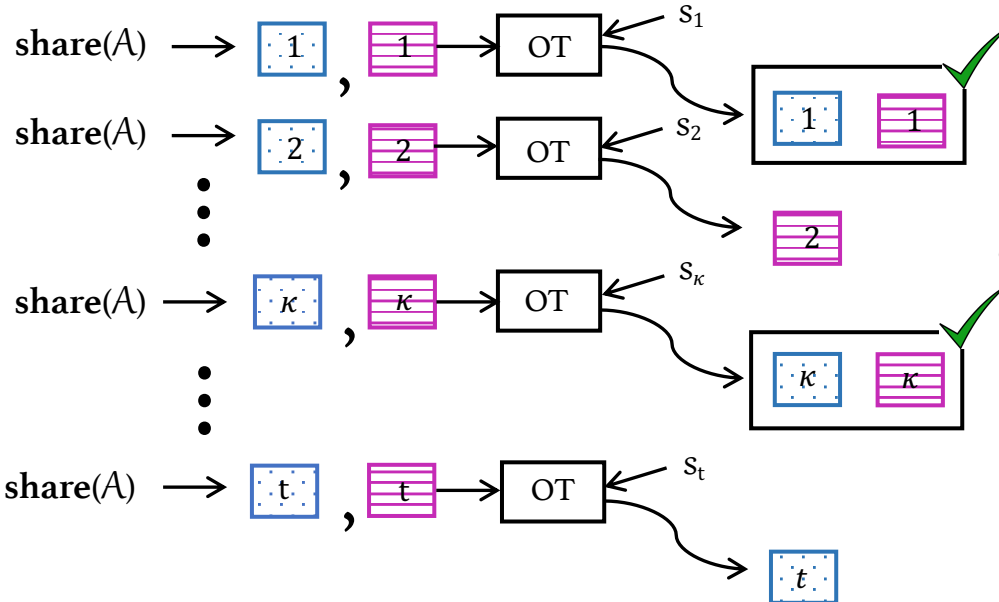 share(A) 1 , 1 OT s₁
1 1
share(A) 2 , 2 OT s₂
2
share(A) κ , κ OT sκ
κ κ
share(A) t , t OT sₜ
t